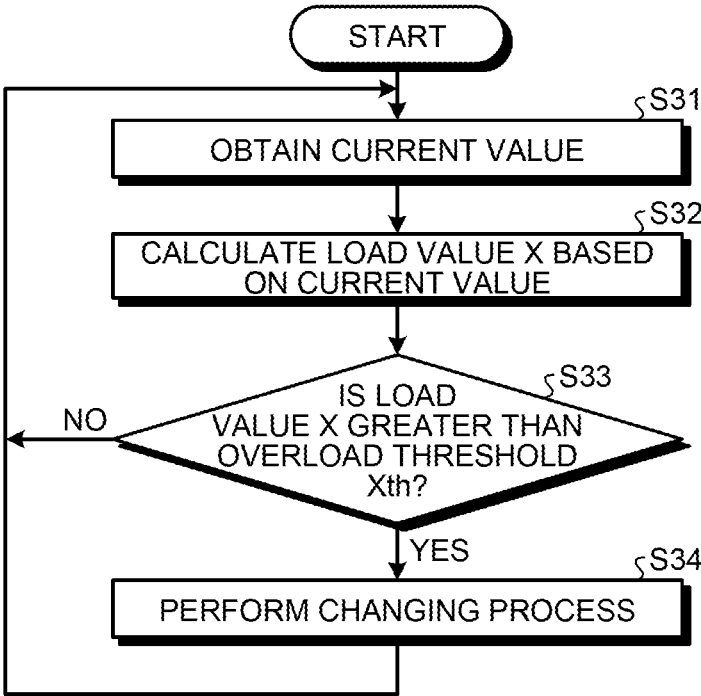 START
S31
OBTAIN CURRENT VALUE
S32
CALCULATE LOAD VALUE X BASED
ON CURRENT VALUE
S33
IS LOAD
VALUE X GREATER THAN
OVERLOAD THRESHOLD
Xth?
NO
YES
S34
PERFORM CHANGING PROCESS